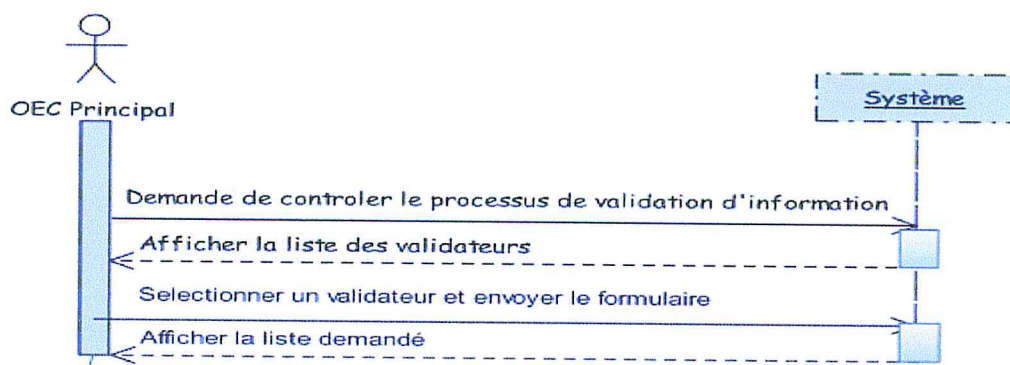 OEC Principal
Système
Demande de controler le processus de validation d'information
Afficher la liste des validateurs
Selectionner un validateur et envoyer le formulaire
Afficher la liste demandé